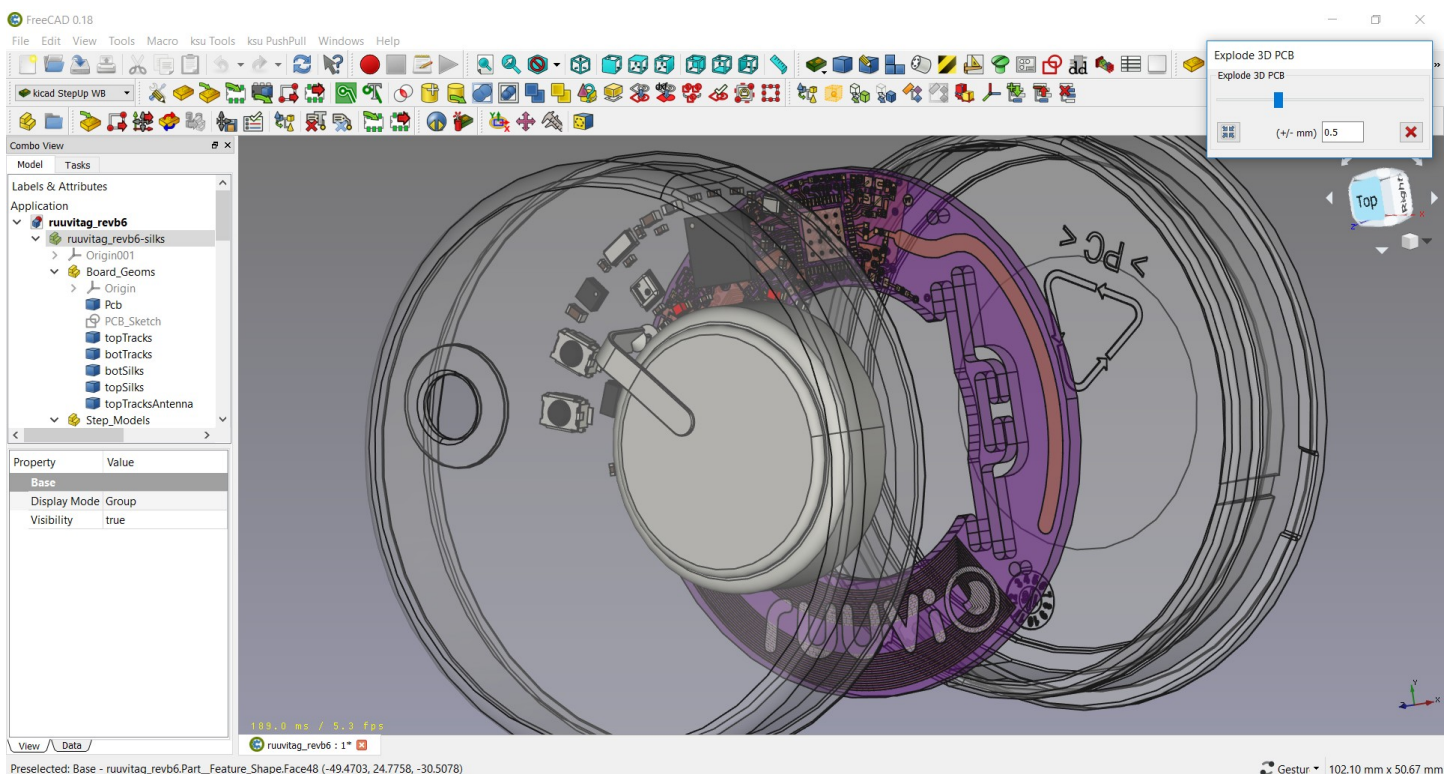 FreeCAD 0.18
File Edit View Tools Macro ksu Tools ksu PushPull Windows Help
kicad StepUp WB
Explode 3D PCB
Explode 3D PCB
(+/- mm) 0.5
Combo View
Model Tasks
Labels & Attributes
Application
ruuvitag_revb6
ruuvitag_revb6-silks
Origin001
Board_Geoms
Origin
Pcb
PCB_Sketch
topTracks
botTracks
botSilks
topSilks
topTracksAntenna
Step_Models
Property Value
Base
Display Mode Group
Visibility true
View Data
> PC <
ruuvi
Top Right
X
Z
Y
X
189.0 ms / 5.3 fps
ruuvitag_revb6 : 1*
Preselected: Base - ruuvitag_revb6.Part__Feature_Shape.Face48 (-49.4703, 24.7758, -30.5078)
Gestur 102.10 mm x 50.67 mm